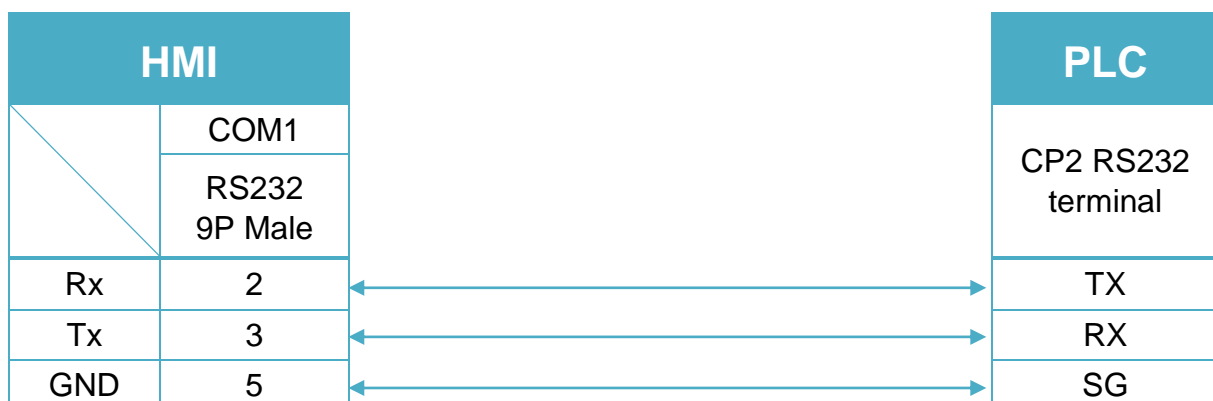 HMI
PLC
COM1
RS232
9P Male
CP2 RS232
terminal
Rx 2 TX
Tx 3 RX
GND 5 SG